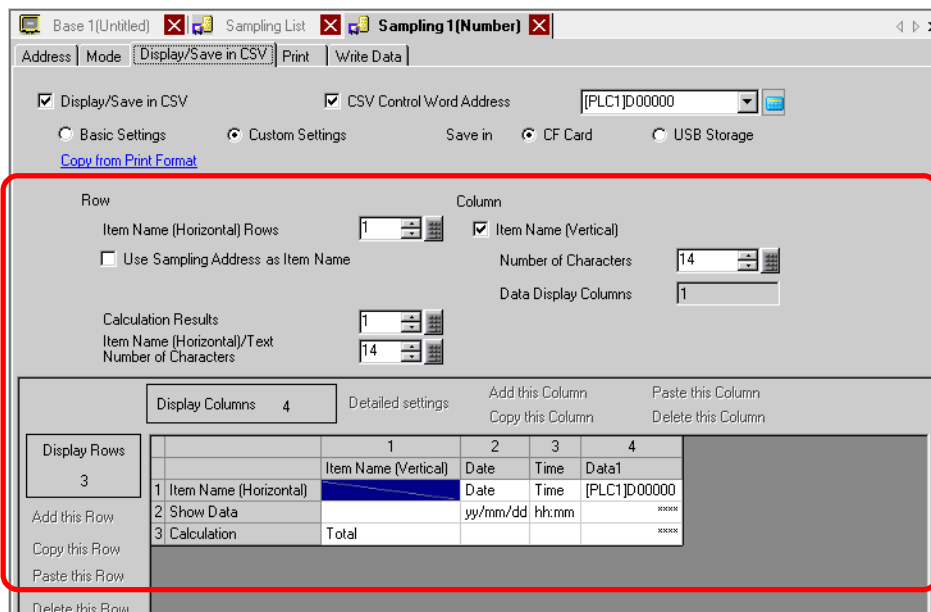 Base 1(Untitled) Sampling List Sampling 1(Number)
Address Mode Display/Save in CSV Print Write Data
Display/Save in CSV CSV Control Word Address [PLC1]D00000
Basic Settings Custom Settings Save in CF Card USB Storage
Copy from Print Format
Row Column
Item Name (Horizontal) Rows 1 Item Name (Vertical)
Use Sampling Address as Item Name Number of Characters 14
Data Display Columns 1
Calculation Results 1
Item Name (Horizontal)/Text
Number of Characters 14
Display Columns 4 Detailed settings Add this Column Paste this Column
Copy this Column Delete this Column
Display Rows 1 2 3 4
Item Name (Vertical) Date Time Data1
3 1 Item Name (Horizontal) Date Time [PLC1]D00000
Add this Row 2 Show Data yy/mm/dd hh:mm ****
3 Calculation Total ****
Copy this Row
Paste this Row
Delete this Row